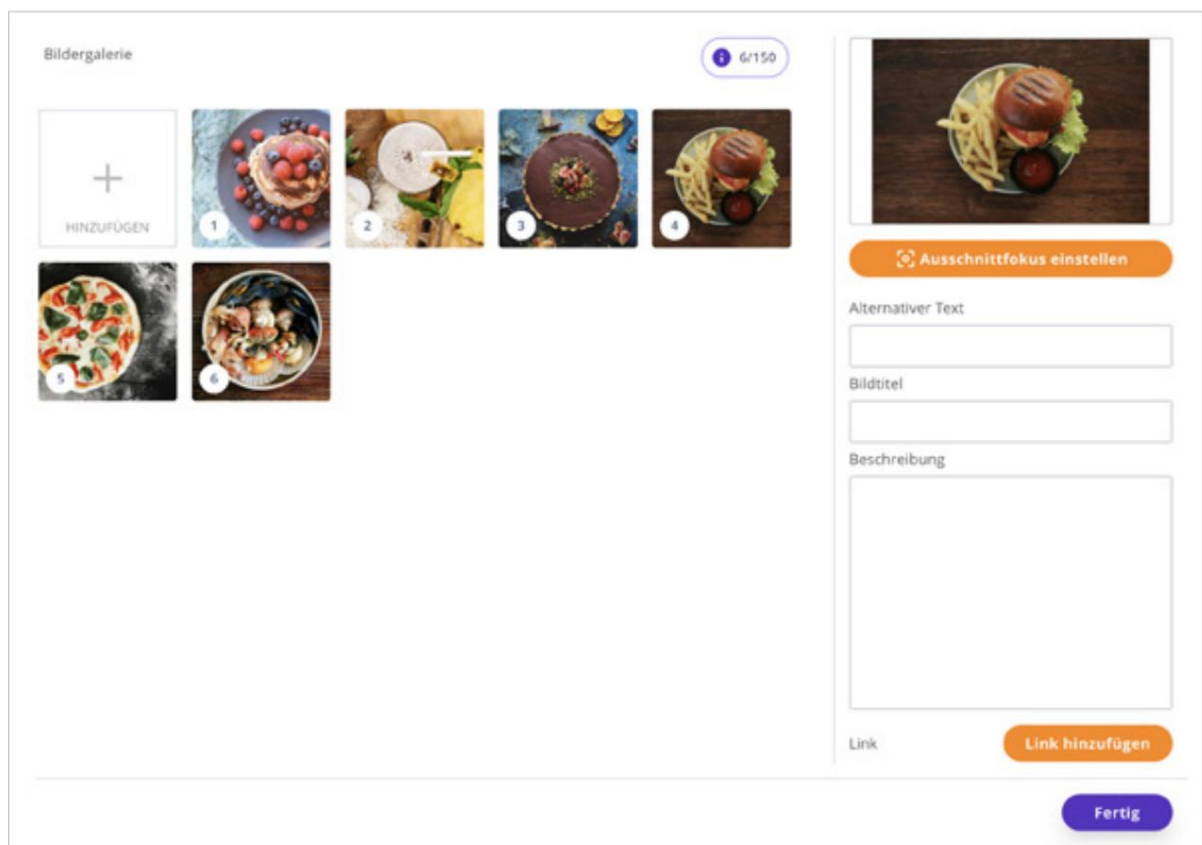 Bildergalerie
6/150
HINZUFÜGEN
1
2
3
4
5
6
Ausschnittfokus einstellen
Alternativer Text
Bildtitel
Beschreibung
Link
Link hinzufügen
Fertig